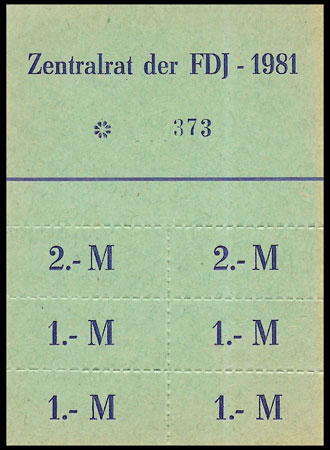 Zentralrat der FDJ - 1981
373
2.- M 2.- M
1.- M 1.- M
1.- M 1.- M